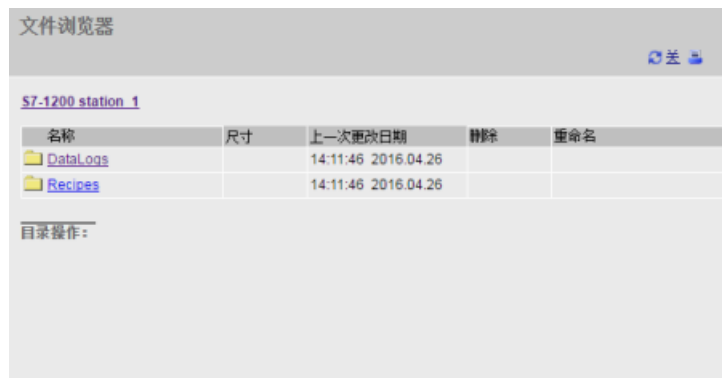 文件浏览器
关
S7-1200 station_1
名称 尺寸 上一次更改日期 删除 重命名
DataLogs 14:11:46 2016.04.26
Recipes 14:11:46 2016.04.26
目录操作: